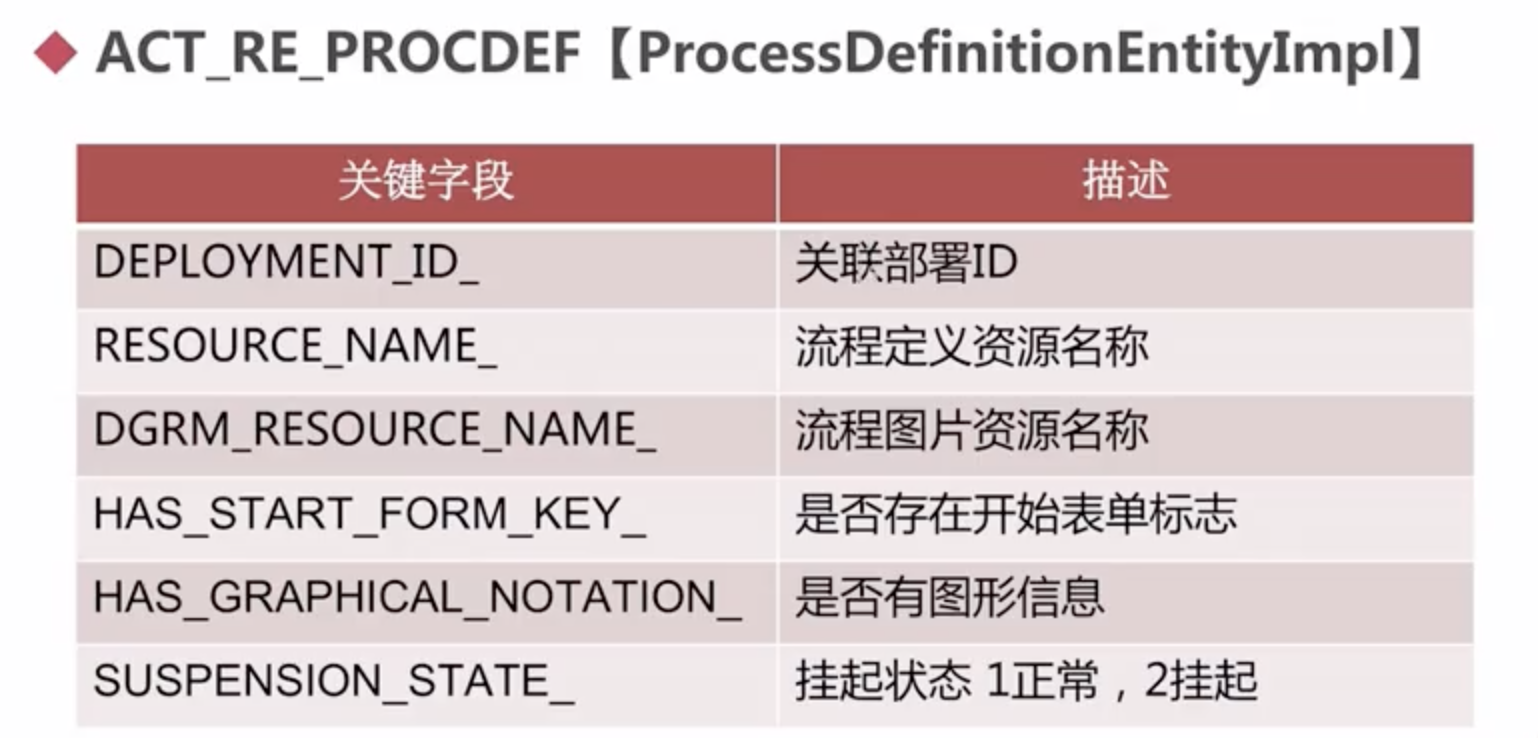 ACT_RE_PROCDEF【ProcessDefinitionEntityImpl】
关键字段 描述
DEPLOYMENT_ID_ 关联部署ID
RESOURCE_NAME_ 流程定义资源名称
DGRM_RESOURCE_NAME_ 流程图片资源名称
HAS_START_FORM_KEY_ 是否存在开始表单标志
HAS_GRAPHICAL_NOTATION_ 是否有图形信息
SUSPENSION_STATE_ 挂起状态 1正常，2挂起